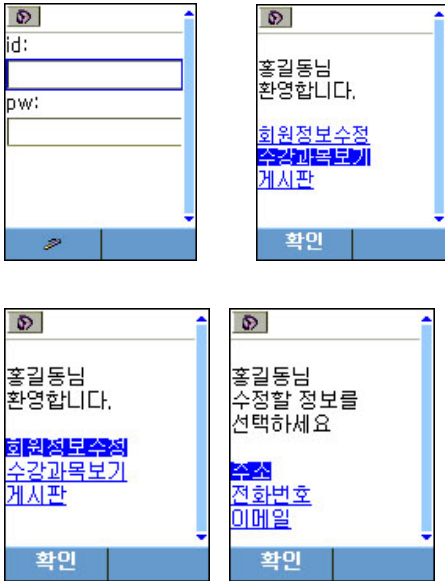 id:
pw:
홍길동님
환영합니다.
회원정보수정
수강과목보기
게시판
확인
홍길동님
환영합니다.
회원정보수정
수강과목보기
게시판
확인
홍길동님
수정할 정보를
선택하세요
주소
전화번호
이메일
확인